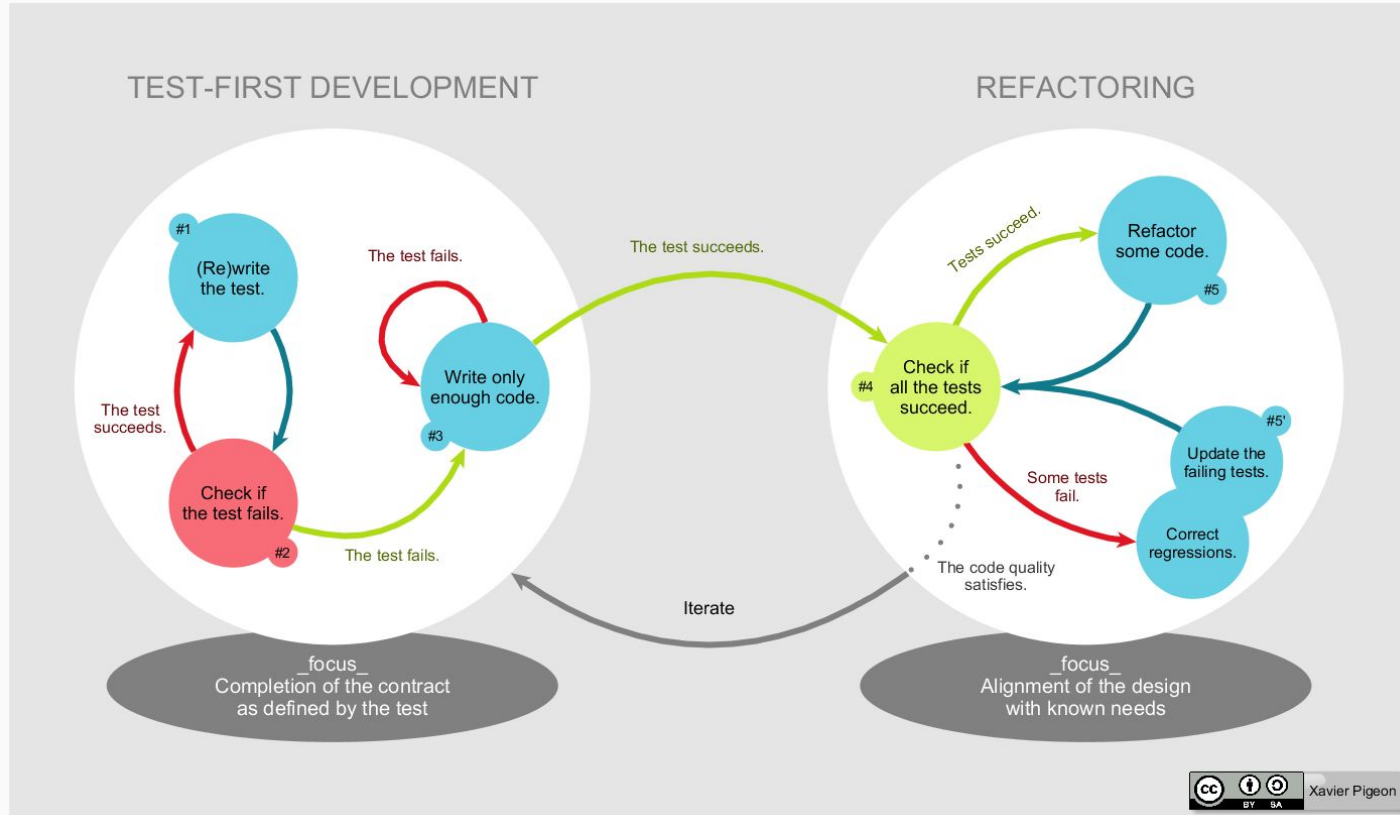 TEST-FIRST DEVELOPMENT
REFACTORING
#1
(Re)write
the test.
The test fails.
The test succeeds.
Tests succeed.
Refactor
some code.
#5
The test
succeeds.
Write only
enough code.
#3
#4
Check if
all the tests
succeed.
#5'
Update the
failing tests.
Check if
the test fails.
#2
The test fails.
Some tests
fail.
Correct
regressions.
The code quality
satisfies.
Iterate
_focus_
Completion of the contract
as defined by the test
_focus_
Alignment of the design
with known needs
cc
BY SA
Xavier Pigeon